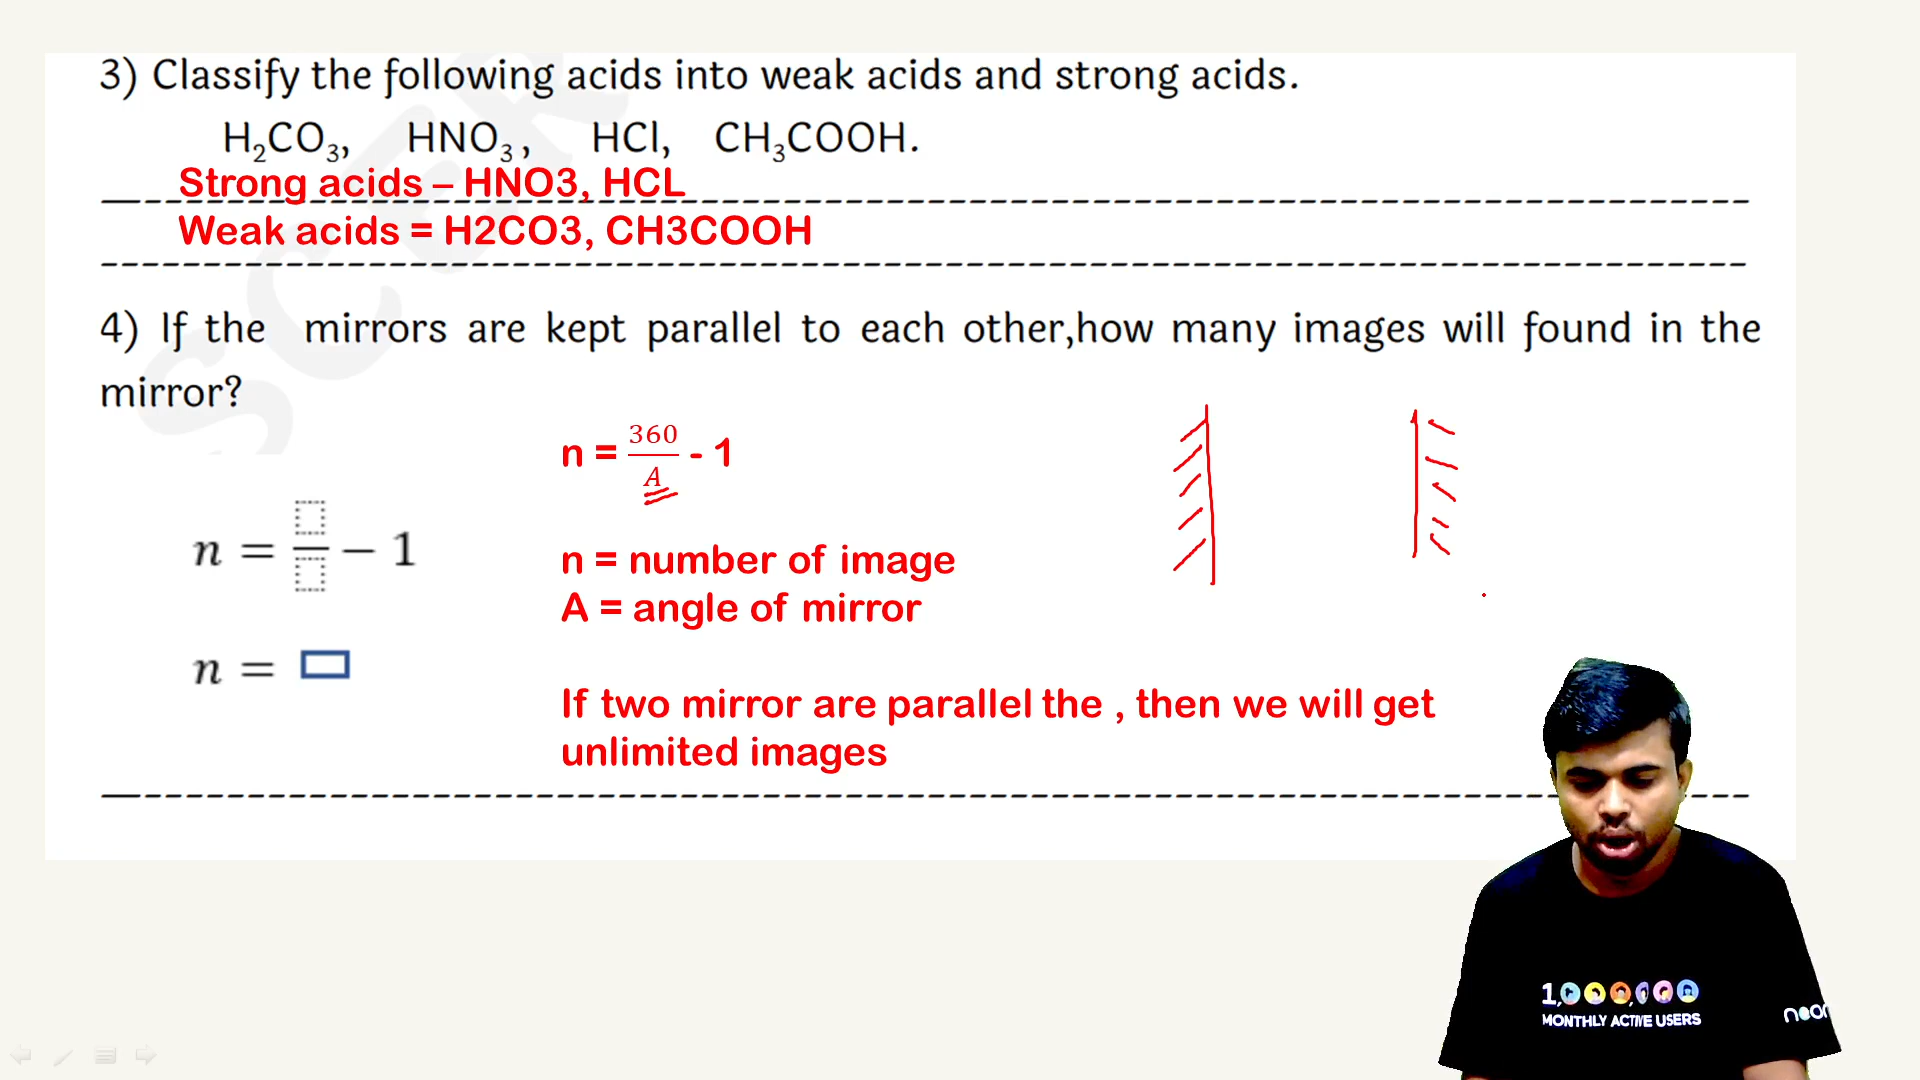 3) Classify the following acids into weak acids and strong acids.
H₂CO₃, HNO₃, HCl, CH₃COOH.
Strong acids – HNO3, HCL
Weak acids = H2CO3, CH3COOH
4) If the mirrors are kept parallel to each other,how many images will found in the
mirror?
n = 360/A - 1
n = □/□ − 1
n = number of image
A = angle of mirror
n = □
If two mirror are parallel the , then we will get
unlimited images
MONTHLY ACTIVE USERS